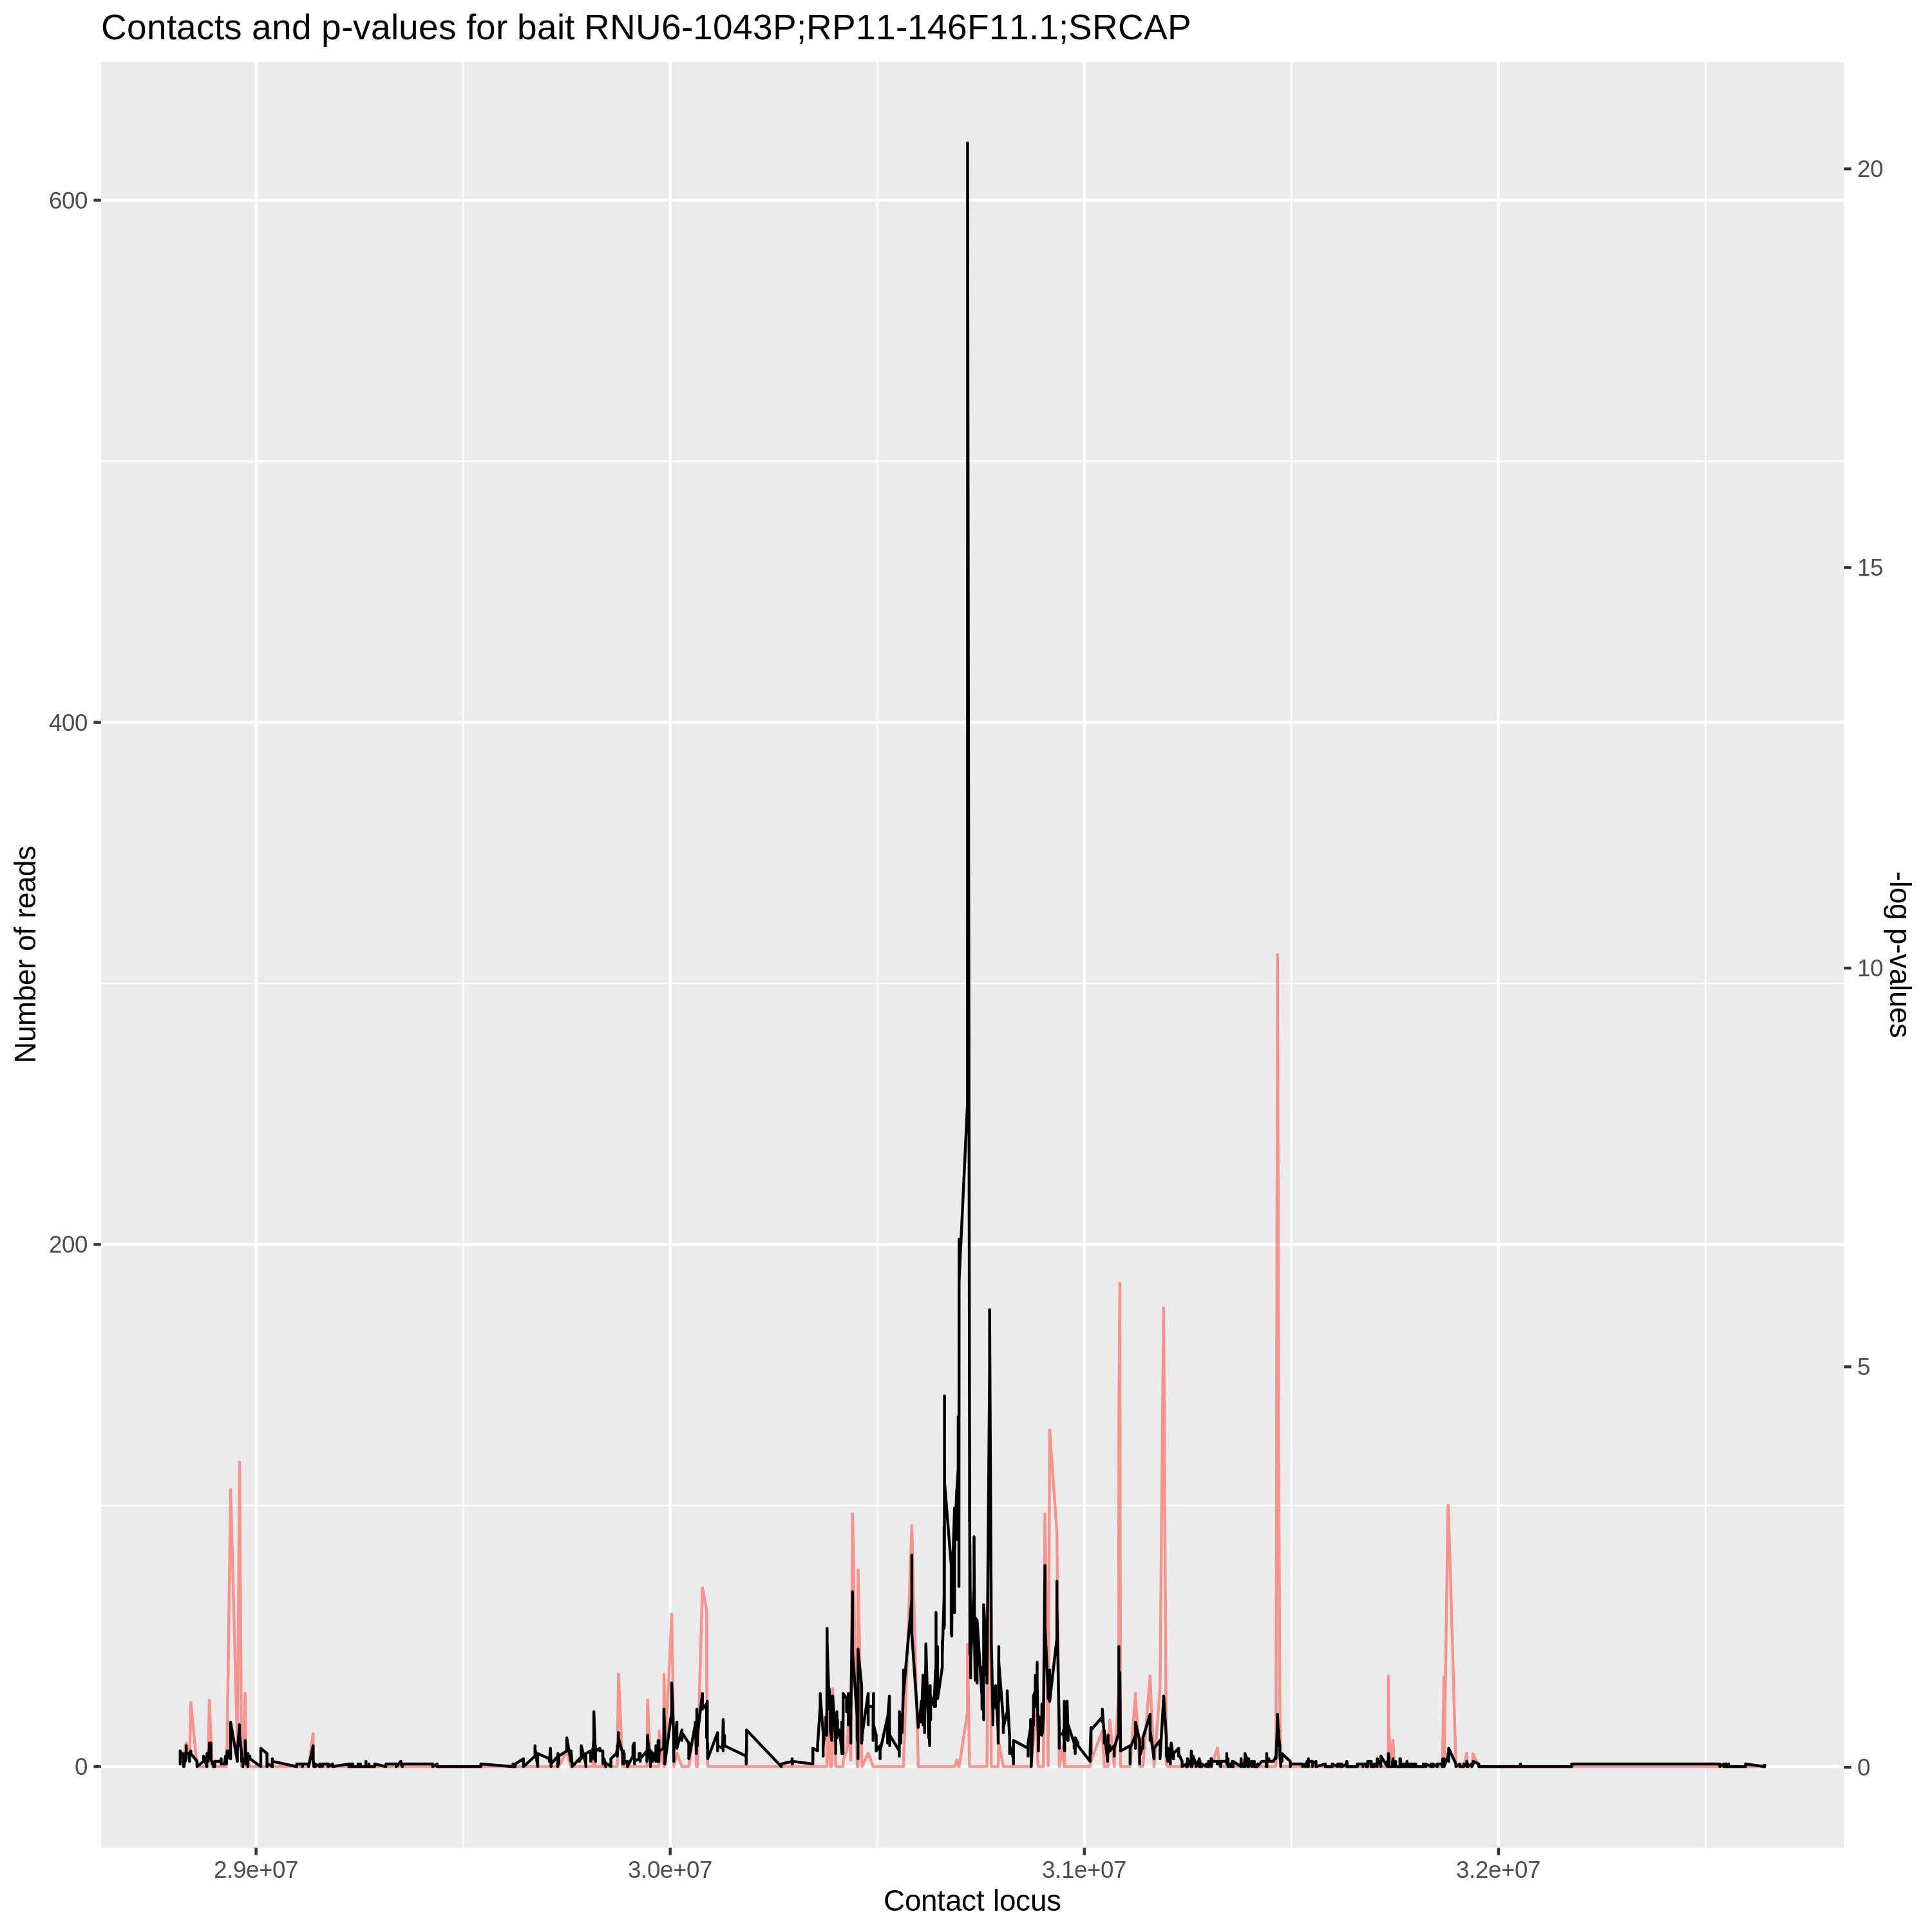 Contacts and p-values for bait RNU6-1043P;RP11-146F11.1;SRCAP
600
400
200
0
Number of reads
20
15
10
5
0
-log p-values
2.9e+07
3.0e+07
3.1e+07
3.2e+07
Contact locus